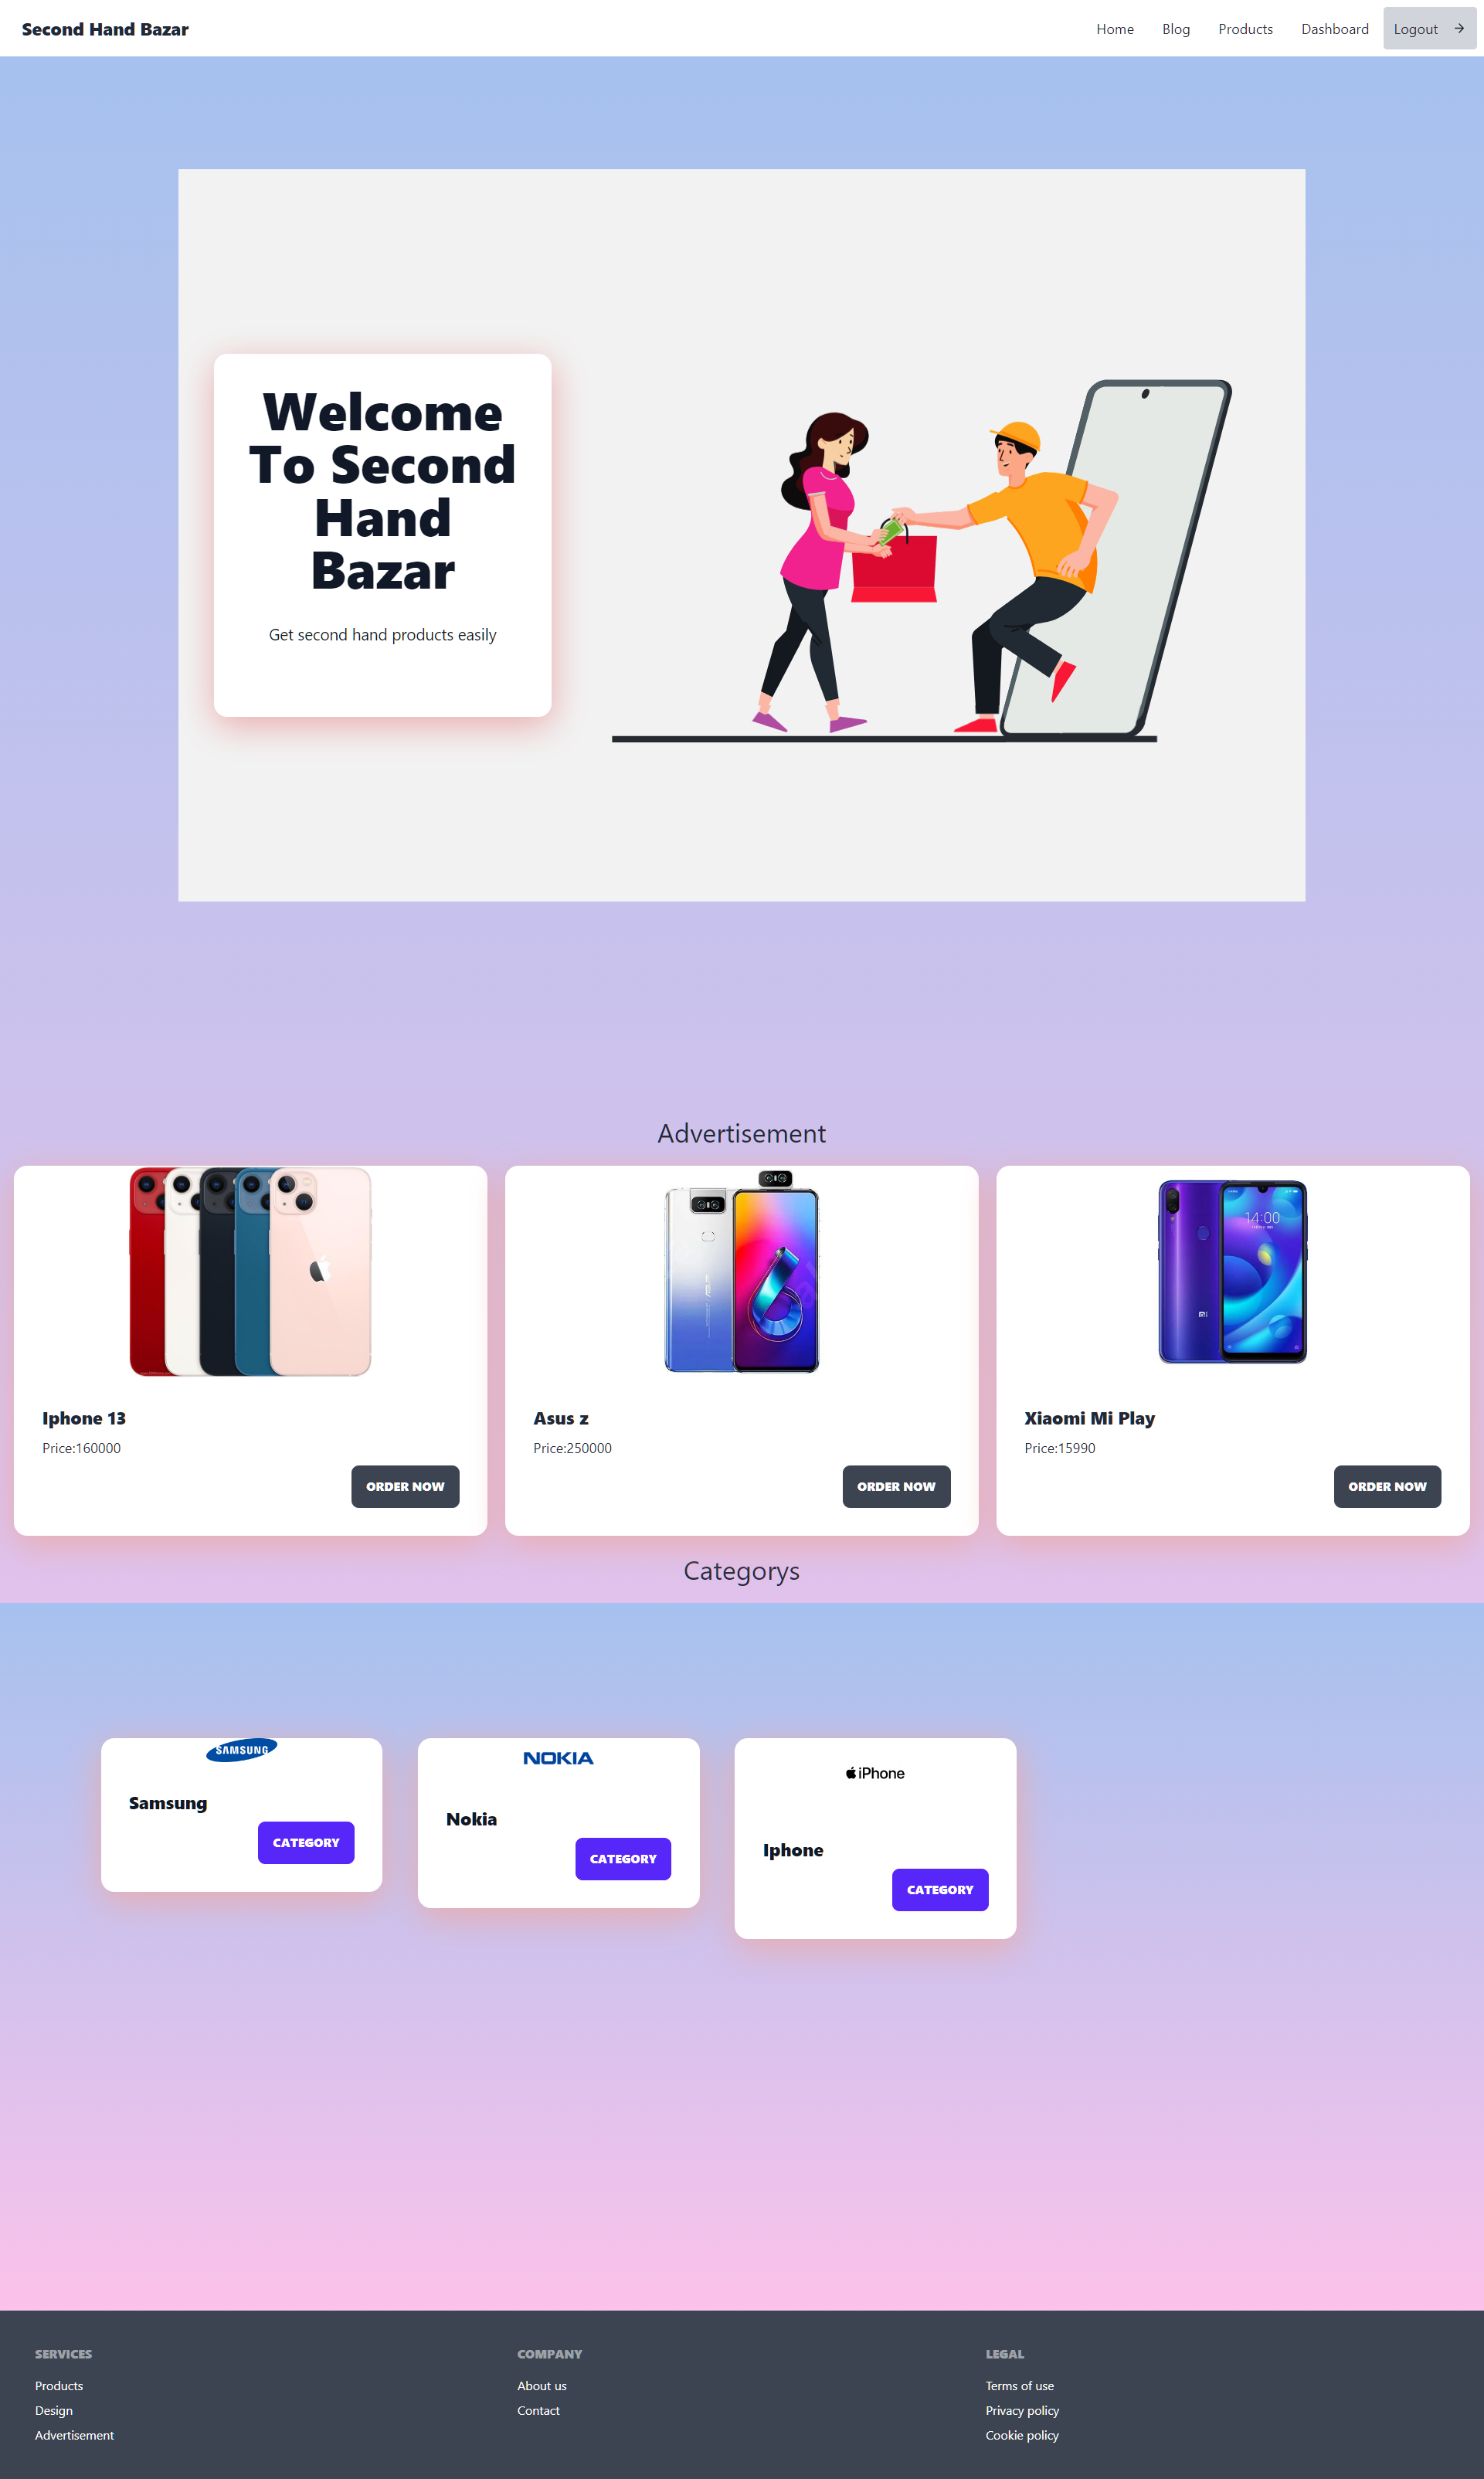 Second Hand Bazar
Home Blog Products Dashboard Logout
Welcome
To Second
Hand
Bazar
Get second hand products easily
Advertisement
14:00
Iphone 13
Price:160000
ORDER NOW
Asus z
Price:250000
ORDER NOW
Xiaomi Mi Play
Price:15990
ORDER NOW
Categorys
SAMSUNG
Samsung
CATEGORY
NOKIA
Nokia
CATEGORY
iPhone
Iphone
CATEGORY
SERVICES
Products
Design
Advertisement
COMPANY
About us
Contact
LEGAL
Terms of use
Privacy policy
Cookie policy